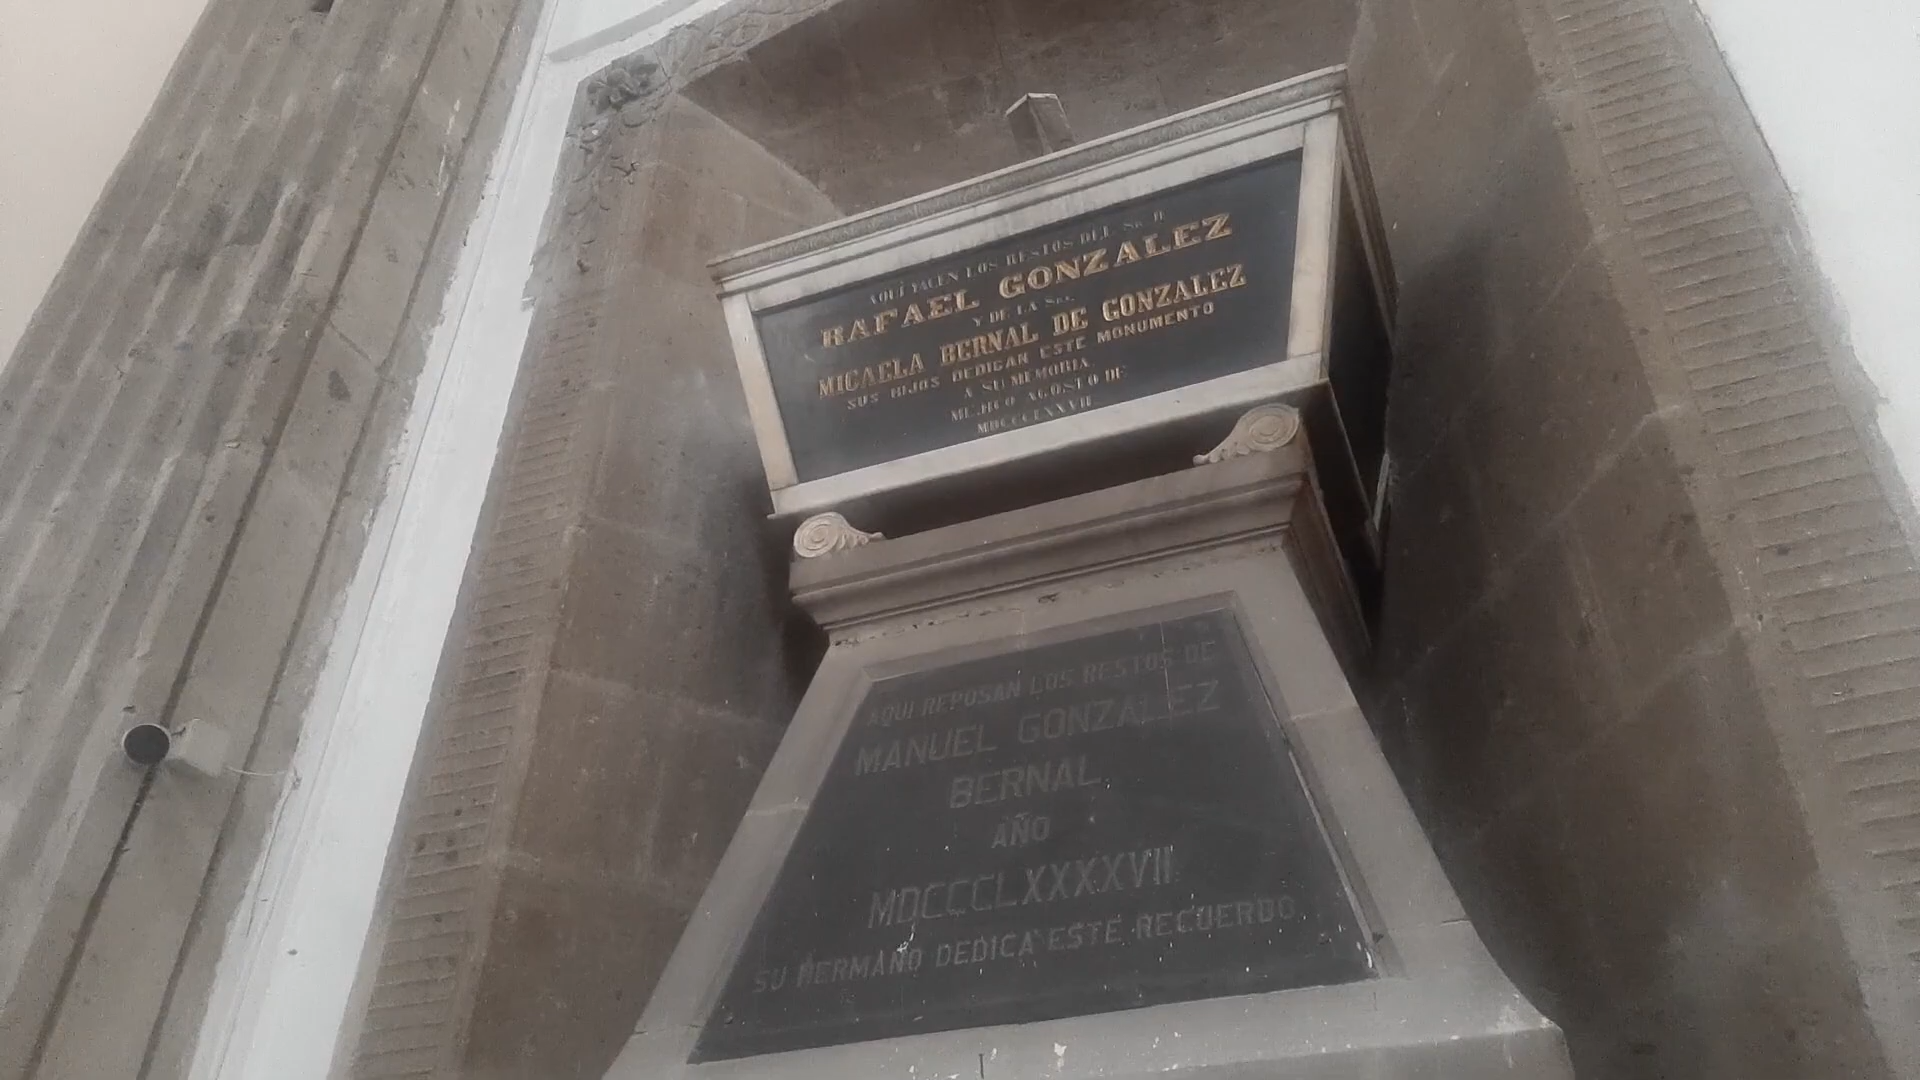 AQUI YACEN LOS RESTOS DEL Sr. D
RAFAEL GONZALEZ
Y DE LA Sra.
MICAELA BERNAL DE GONZALEZ
SUS HIJOS DEDICAN ESTE MONUMENTO
A SU MEMORIA
MEJICO AGOSTO DE
MDCCCLXXVII
AQUI REPOSAN LOS RESTOS DE
MANUEL GONZALEZ
BERNAL
AÑO
MDCCCLXXXXVII
SU HERMANO DEDICA ESTE RECUERDO